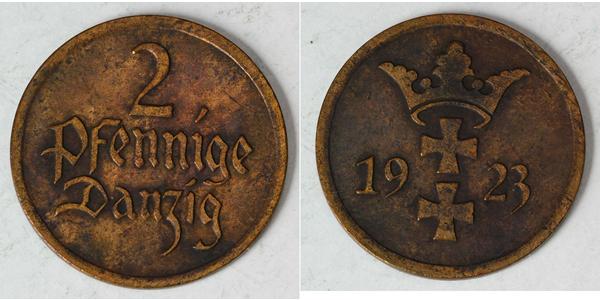 2
Pfennige
Danzig
19 23